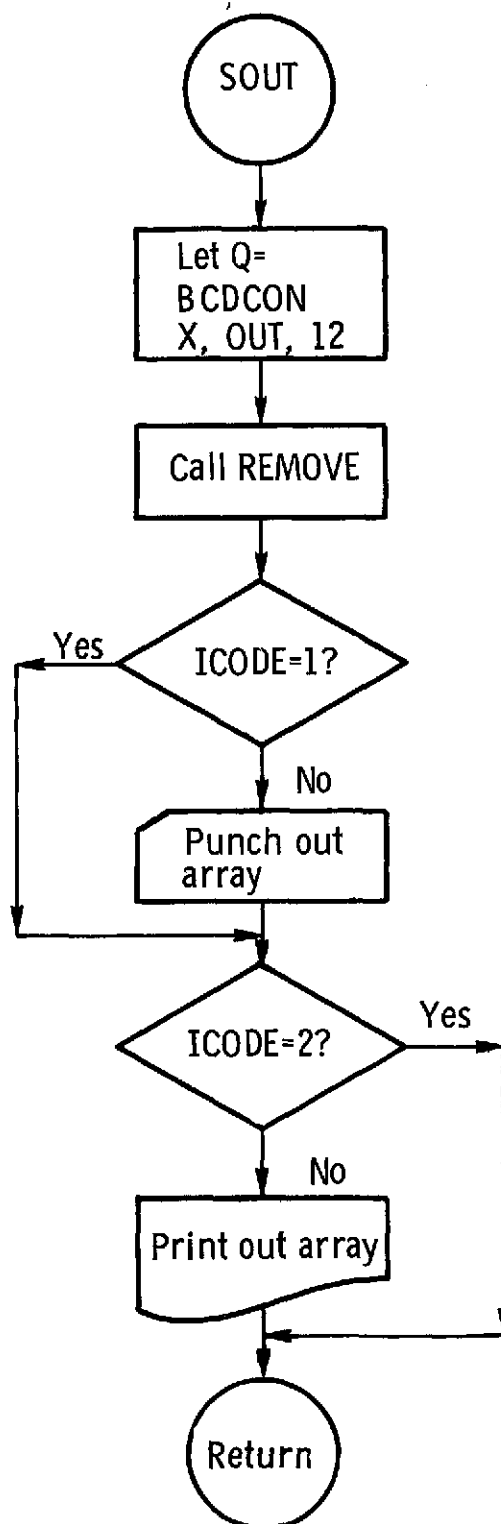 SOUT
Let Q=
BCDCON
X, OUT, 12
Call REMOVE
Yes
ICODE=1?
No
Punch out
array
Yes
ICODE=2?
No
Print out array
Return